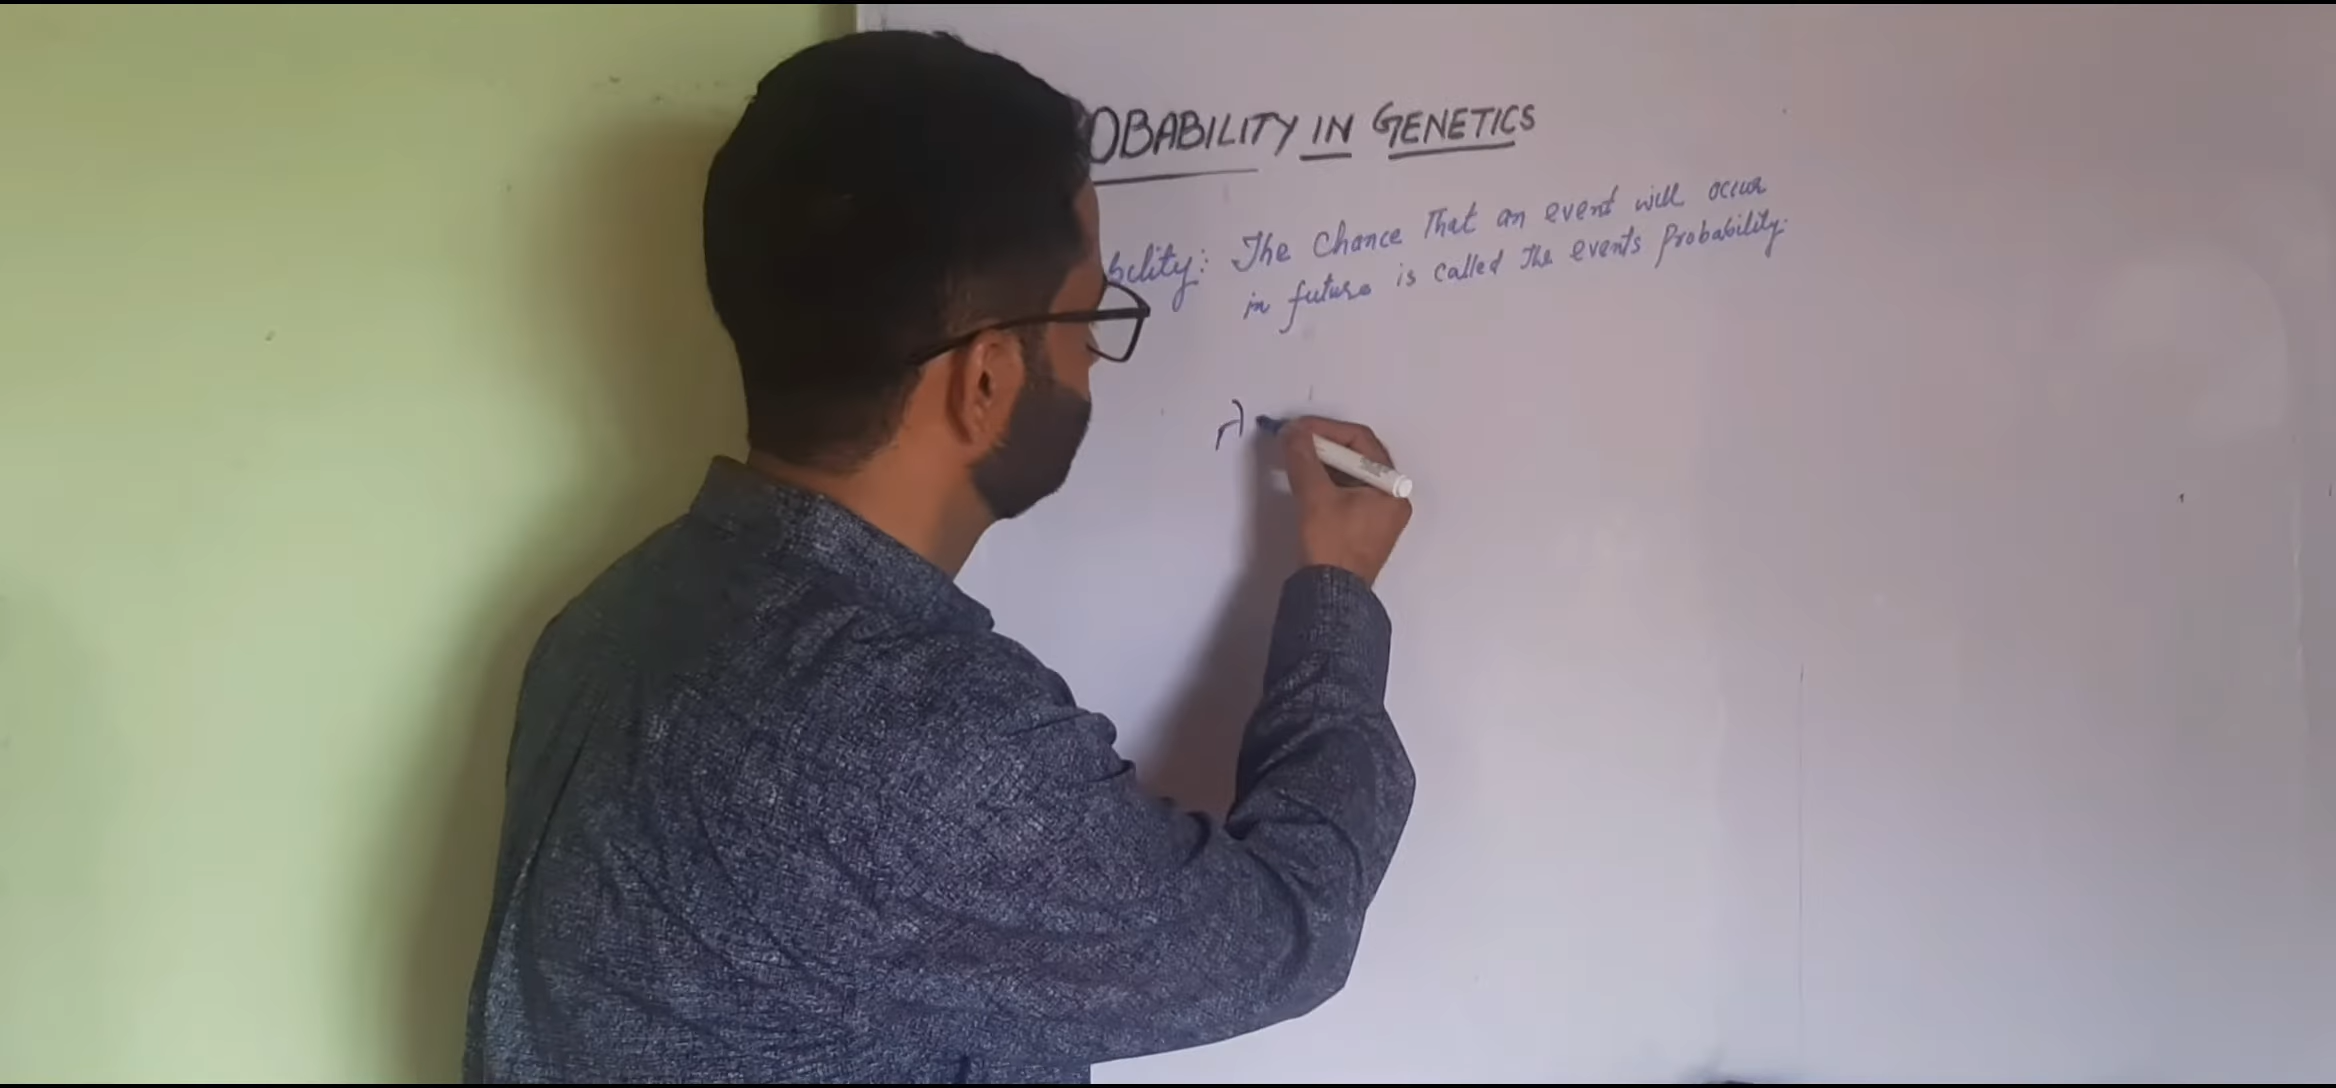 OBABILITY IN GENETICS
bility: The Chance That an event will occur
in future is called The events Probability.